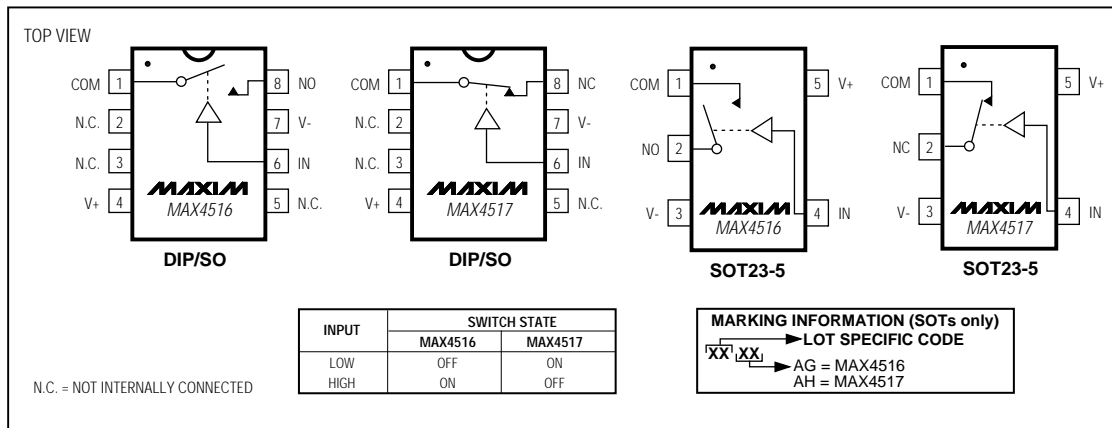 TOP VIEW
COM 1
N.C. 2
N.C. 3
V+ 4
8 NO
7 V-
6 IN
5 N.C.
MAXIM
MAX4516
DIP/SO
COM 1
N.C. 2
N.C. 3
V+ 4
8 NC
7 V-
6 IN
5 N.C.
MAXIM
MAX4517
DIP/SO
COM 1
NO 2
V- 3
5 V+
4 IN
MAXIM
MAX4516
SOT23-5
COM 1
NC 2
V- 3
5 V+
4 IN
MAXIM
MAX4517
SOT23-5
INPUT SWITCH STATE
MAX4516 MAX4517
LOW OFF ON
HIGH ON OFF
MARKING INFORMATION (SOTs only)
LOT SPECIFIC CODE
XX XX
AG = MAX4516
AH = MAX4517
N.C. = NOT INTERNALLY CONNECTED